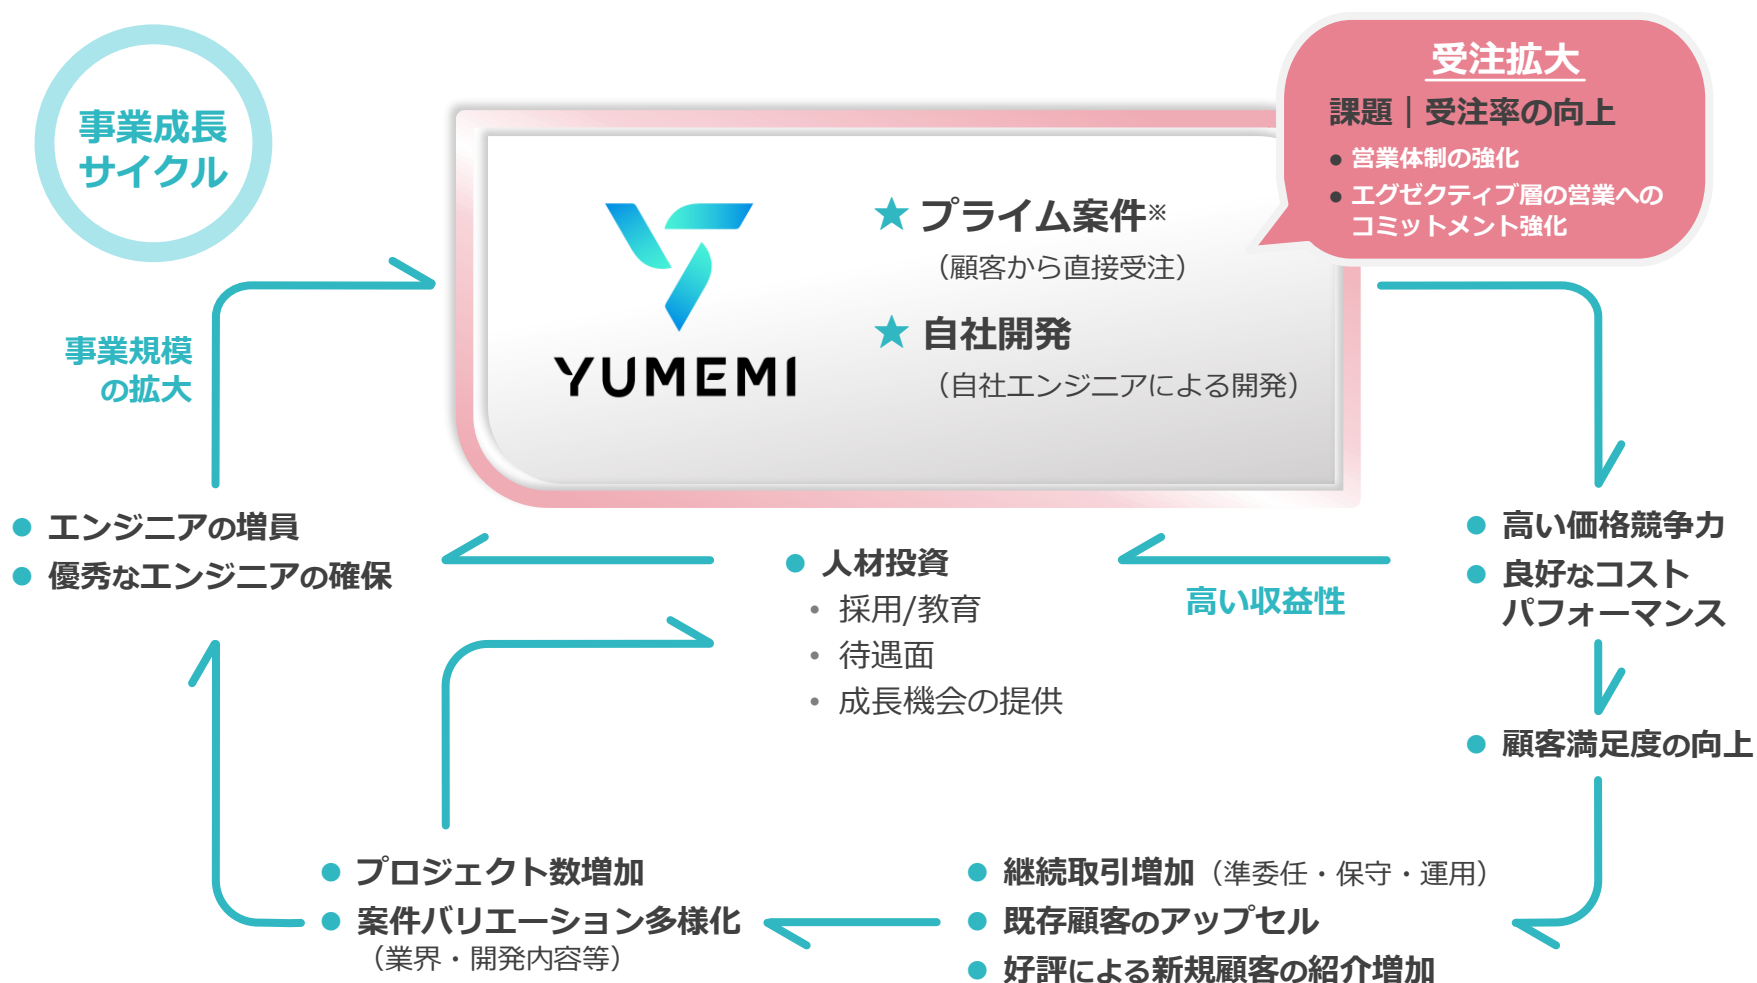 事業成長
サイクル
受注拡大
課題｜受注率の向上
● 営業体制の強化
● エグゼクティブ層の営業への
コミットメント強化
YUMEMI
★ プライム案件※
（顧客から直接受注）
★ 自社開発
（自社エンジニアによる開発）
事業規模
の拡大
● エンジニアの増員
● 優秀なエンジニアの確保
● 人材投資
・ 採用/教育
・ 待遇面
・ 成長機会の提供
高い収益性
● 高い価格競争力
● 良好なコスト
パフォーマンス
● 顧客満足度の向上
● プロジェクト数増加
● 案件バリエーション多様化
（業界・開発内容等）
● 継続取引増加（準委任・保守・運用）
● 既存顧客のアップセル
● 好評による新規顧客の紹介増加